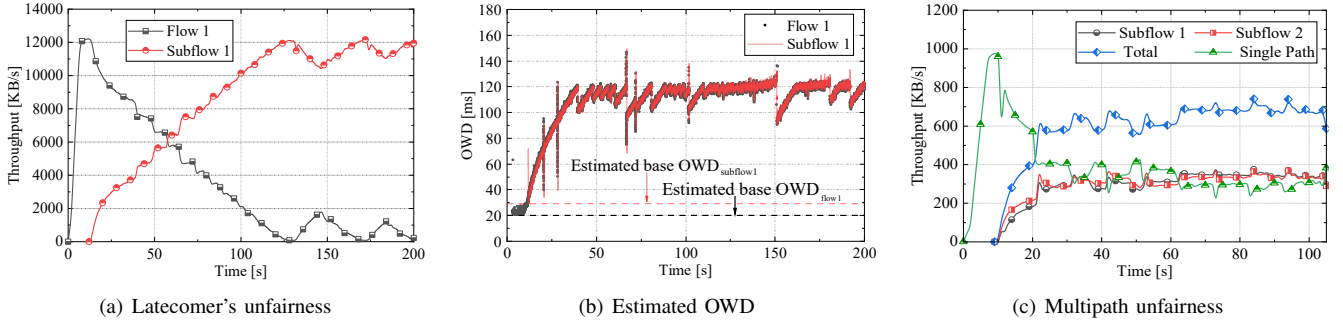 Flow 1
Subflow 1
14000
12000
10000
8000
6000
4000
2000
0
Throughput [KB/s]
0 50 100 150 200
Time [s]
(a) Latecomer's unfairness
Flow 1
Subflow 1
160
140
120
100
80
60
40
20
0
OWD [ms]
Estimated base OWD_subflow1
Estimated base OWD_flow1
0 50 100 150 200
Time [s]
(b) Estimated OWD
Subflow 1 Subflow 2
Total Single Path
1200
1000
800
600
400
200
0
Throughput [KB/s]
0 20 40 60 80 100
Time [s]
(c) Multipath unfairness